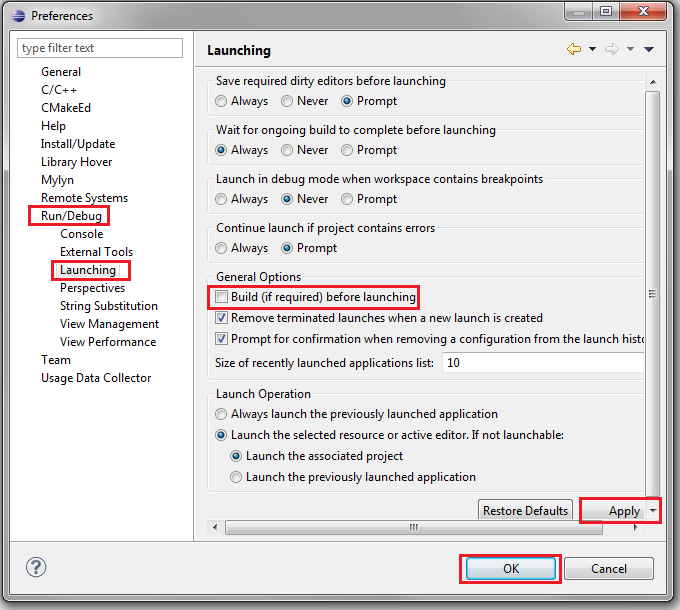 Preferences
type filter text
General
C/C++
CMakeEd
Help
Install/Update
Library Hover
Mylyn
Remote Systems
Run/Debug
Console
External Tools
Launching
Perspectives
String Substitution
View Management
View Performance
Team
Usage Data Collector
Launching
Save required dirty editors before launching
Always Never Prompt
Wait for ongoing build to complete before launching
Always Never Prompt
Launch in debug mode when workspace contains breakpoints
Always Never Prompt
Continue launch if project contains errors
Always Prompt
General Options
Build (if required) before launching
Remove terminated launches when a new launch is created
Prompt for confirmation when removing a configuration from the launch histo
Size of recently launched applications list: 10
Launch Operation
Always launch the previously launched application
Launch the selected resource or active editor. If not launchable:
Launch the associated project
Launch the previously launched application
Restore Defaults Apply
? OK Cancel